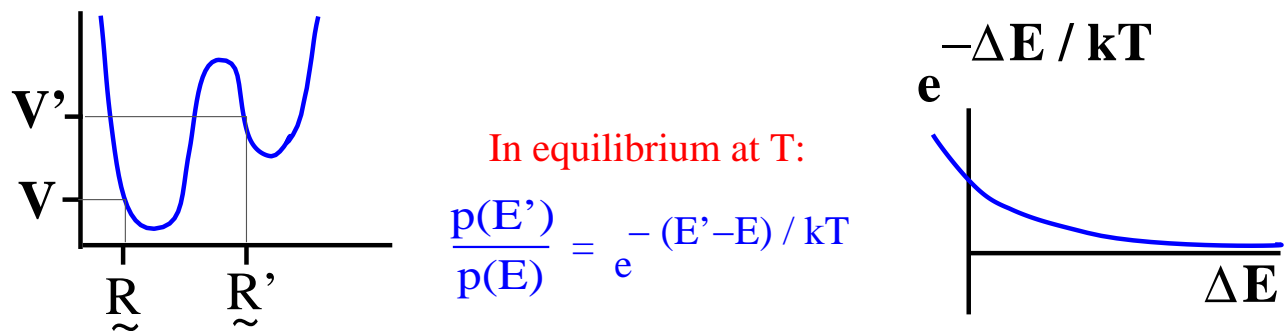 V’
V
R
~
R’
~
In equilibrium at T:
p(E’)
p(E)
= e – (E’–E) / kT
e –ΔE / kT
ΔE